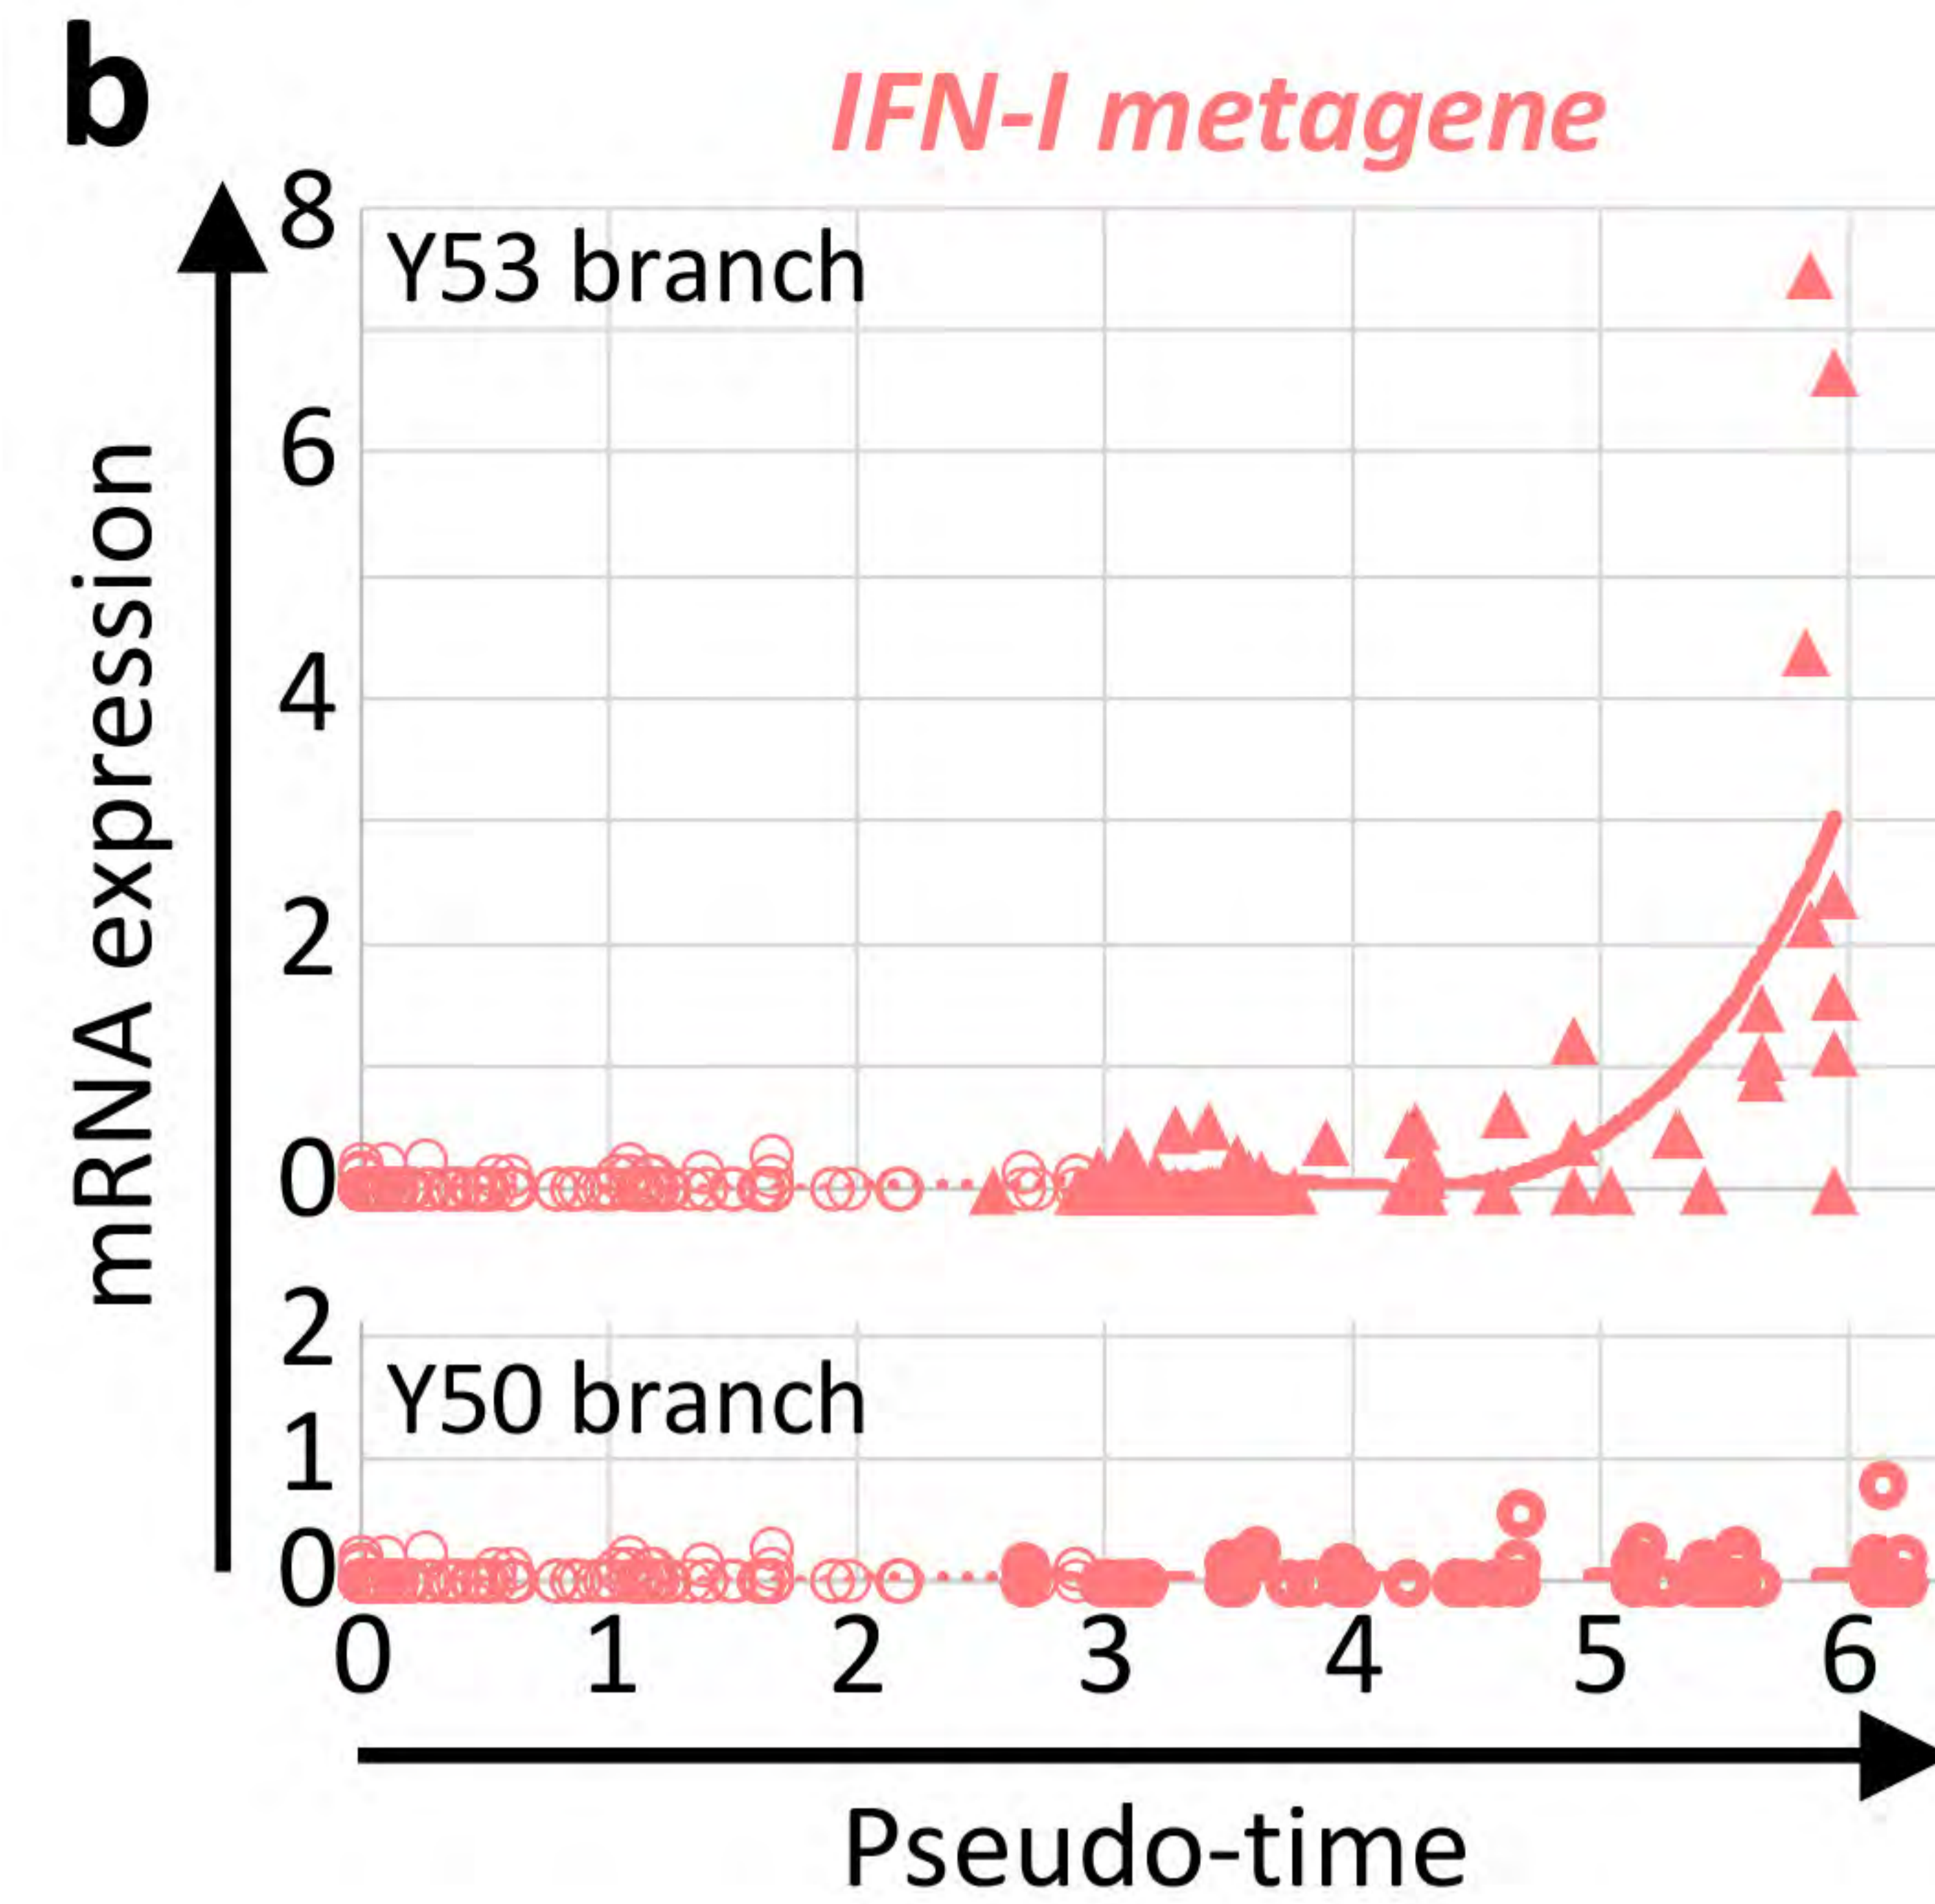 b
IFN-I metagene
8
Y53 branch
6
4
2
0
mRNA expression
2
Y50 branch
1
0
0 1 2 3 4 5 6
Pseudo-time